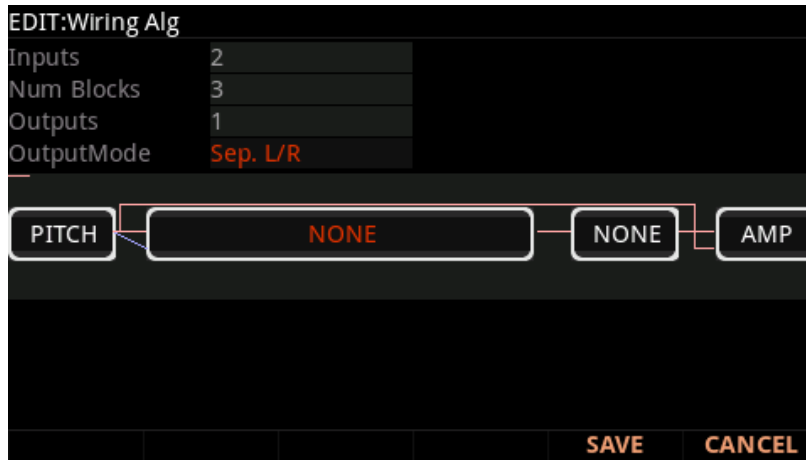 EDIT:Wiring Alg
Inputs 2
Num Blocks 3
Outputs 1
OutputMode Sep. L/R
PITCH NONE NONE AMP
SAVE CANCEL